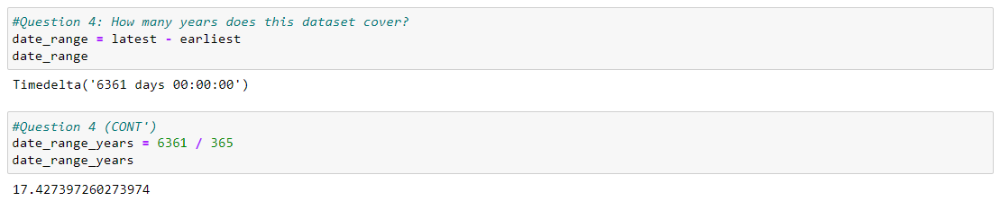 #Question 4: How many years does this dataset cover?
date_range = latest - earliest
date_range
Timedelta('6361 days 00:00:00')
#Question 4 (CONT')
date_range_years = 6361 / 365
date_range_years
17.427397260273974